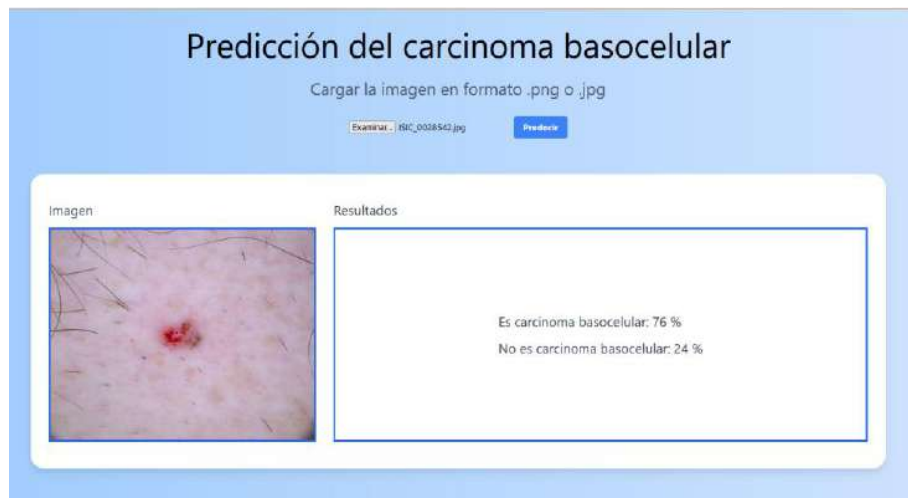 Predicción del carcinoma basocelular
Cargar la imagen en formato .png o .jpg
Examinar.. ISIC_0028542.jpg Predecir
Imagen Resultados
Es carcinoma basocelular: 76 %
No es carcinoma basocelular: 24 %